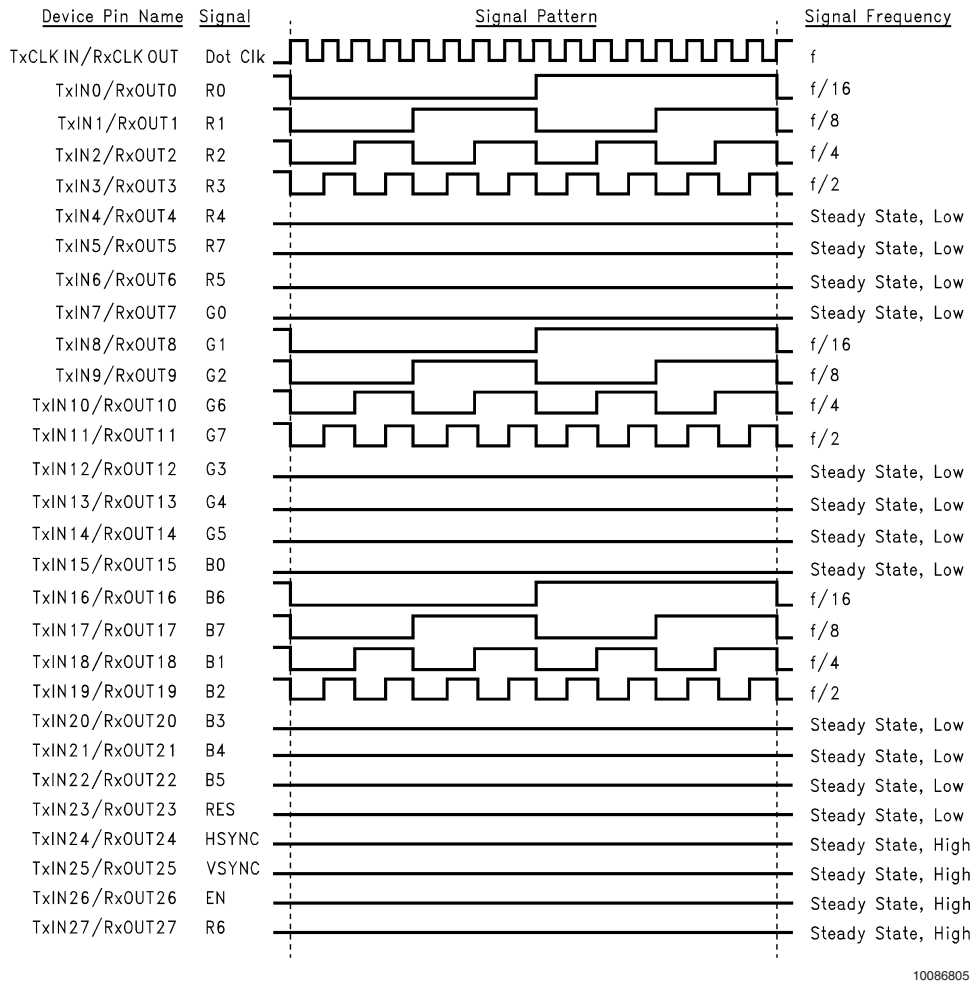 Device Pin Name Signal Signal Pattern Signal Frequency
TxCLK IN/RxCLK OUT Dot Clk f
TxIN0/RxOUT0 R0 f/16
TxIN1/RxOUT1 R1 f/8
TxIN2/RxOUT2 R2 f/4
TxIN3/RxOUT3 R3 f/2
TxIN4/RxOUT4 R4 Steady State, Low
TxIN5/RxOUT5 R7 Steady State, Low
TxIN6/RxOUT6 R5 Steady State, Low
TxIN7/RxOUT7 G0 Steady State, Low
TxIN8/RxOUT8 G1 f/16
TxIN9/RxOUT9 G2 f/8
TxIN10/RxOUT10 G6 f/4
TxIN11/RxOUT11 G7 f/2
TxIN12/RxOUT12 G3 Steady State, Low
TxIN13/RxOUT13 G4 Steady State, Low
TxIN14/RxOUT14 G5 Steady State, Low
TxIN15/RxOUT15 B0 Steady State, Low
TxIN16/RxOUT16 B6 f/16
TxIN17/RxOUT17 B7 f/8
TxIN18/RxOUT18 B1 f/4
TxIN19/RxOUT19 B2 f/2
TxIN20/RxOUT20 B3 Steady State, Low
TxIN21/RxOUT21 B4 Steady State, Low
TxIN22/RxOUT22 B5 Steady State, Low
TxIN23/RxOUT23 RES Steady State, Low
TxIN24/RxOUT24 HSYNC Steady State, High
TxIN25/RxOUT25 VSYNC Steady State, High
TxIN26/RxOUT26 EN Steady State, High
TxIN27/RxOUT27 R6 Steady State, High
10086805